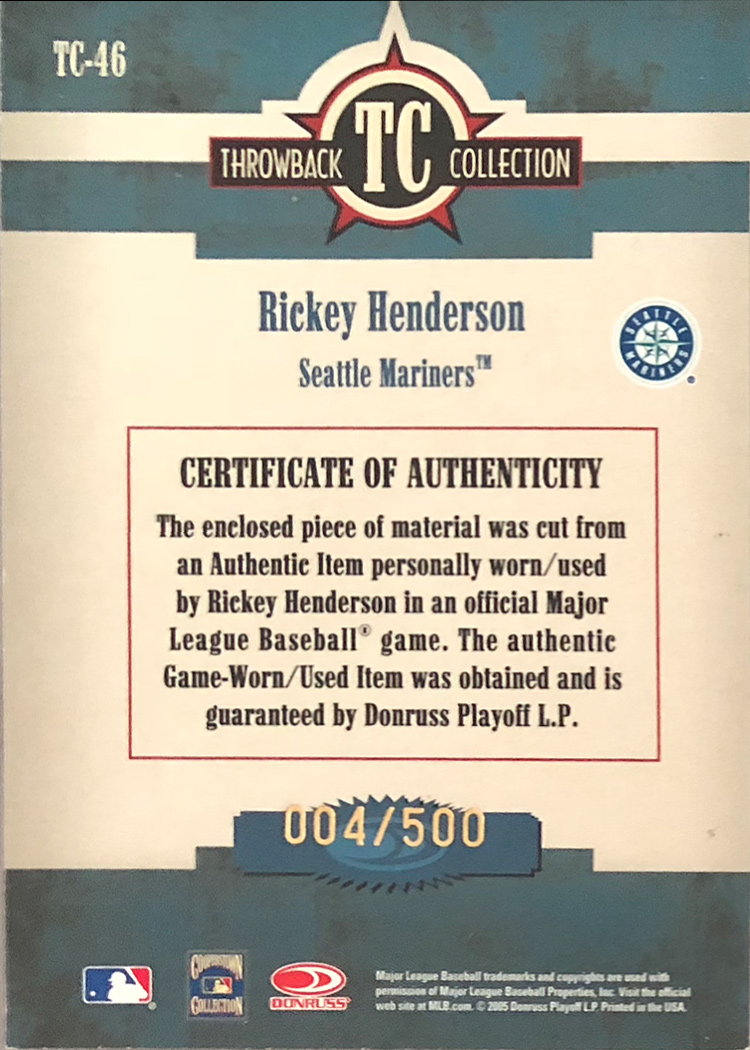 TC-46
TC
THROWBACK COLLECTION
Rickey Henderson
Seattle Mariners™
SEATTLE
MARINERS
CERTIFICATE OF AUTHENTICITY
The enclosed piece of material was cut from
an Authentic Item personally worn/used
by Rickey Henderson in an official Major
League Baseball® game. The authentic
Game-Worn/Used Item was obtained and is
guaranteed by Donruss Playoff L.P.
004/500
COOPERSTOWN
COLLECTION
DONRUSS
Major League Baseball trademarks and copyrights are used with
permission of Major League Baseball Properties, Inc. Visit the official
web site at MLB.com. © 2005 Donruss Playoff L.P. Printed in the USA.